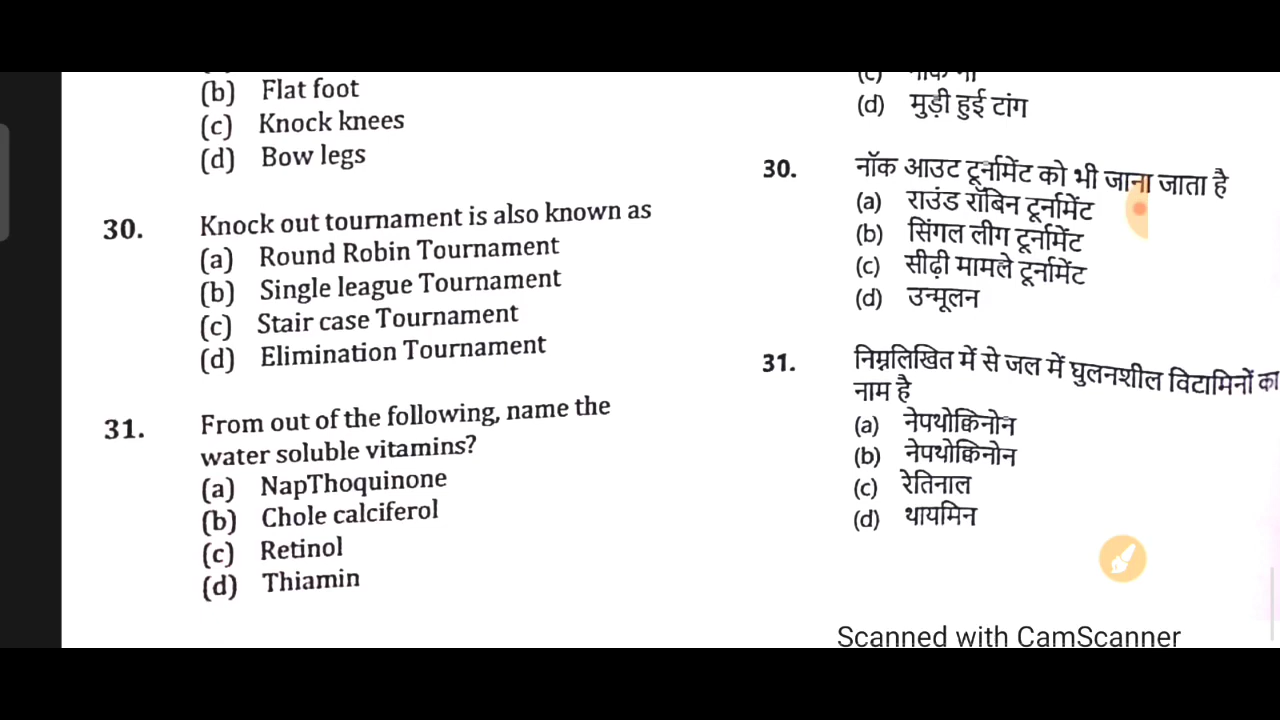 (b) Flat foot
(c) Knock knees
(d) Bow legs
30. Knock out tournament is also known as
(a) Round Robin Tournament
(b) Single league Tournament
(c) Stair case Tournament
(d) Elimination Tournament
31. From out of the following, name the
water soluble vitamins?
(a) NapThoquinone
(b) Chole calciferol
(c) Retinol
(d) Thiamin
(d) मुड़ी हुई टांग
30. नॉक आउट टूर्नामेंट को भी जाना जाता है
(a) राउंड रॉबिन टूर्नामेंट
(b) सिंगल लीग टूर्नामेंट
(c) सीढ़ी मामले टूर्नामेंट
(d) उन्मूलन
31. निम्नलिखित में से जल में घुलनशील विटामिनों का
नाम है
(a) नेपथोक्विनोन
(b) नेपथोक्विनोन
(c) रेतिनाल
(d) थायमिन
Scanned with CamScanner